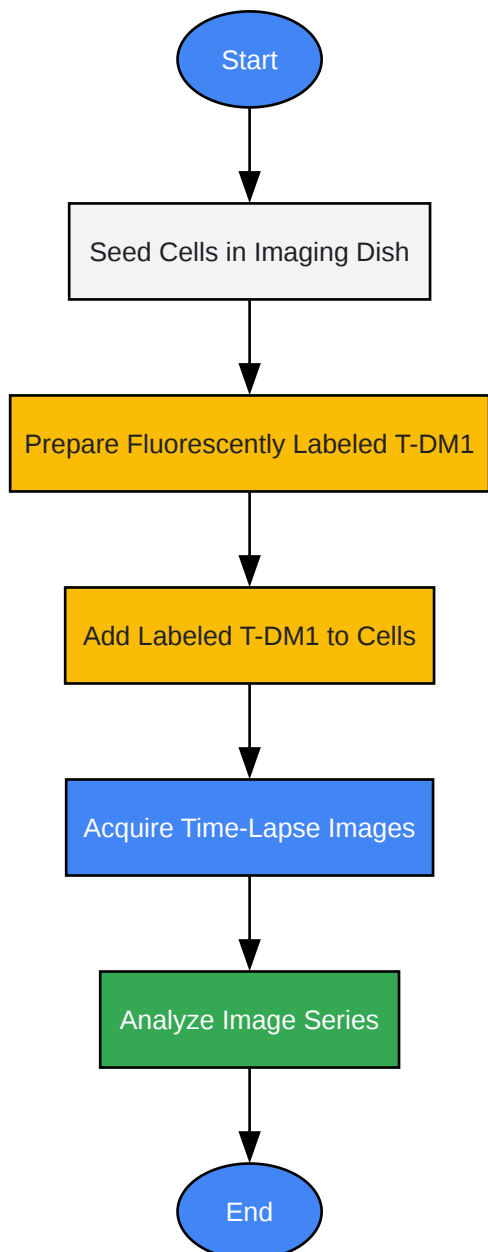 Start
Seed Cells in Imaging Dish
Prepare Fluorescently Labeled T-DM1
Add Labeled T-DM1 to Cells
Acquire Time-Lapse Images
Analyze Image Series
End